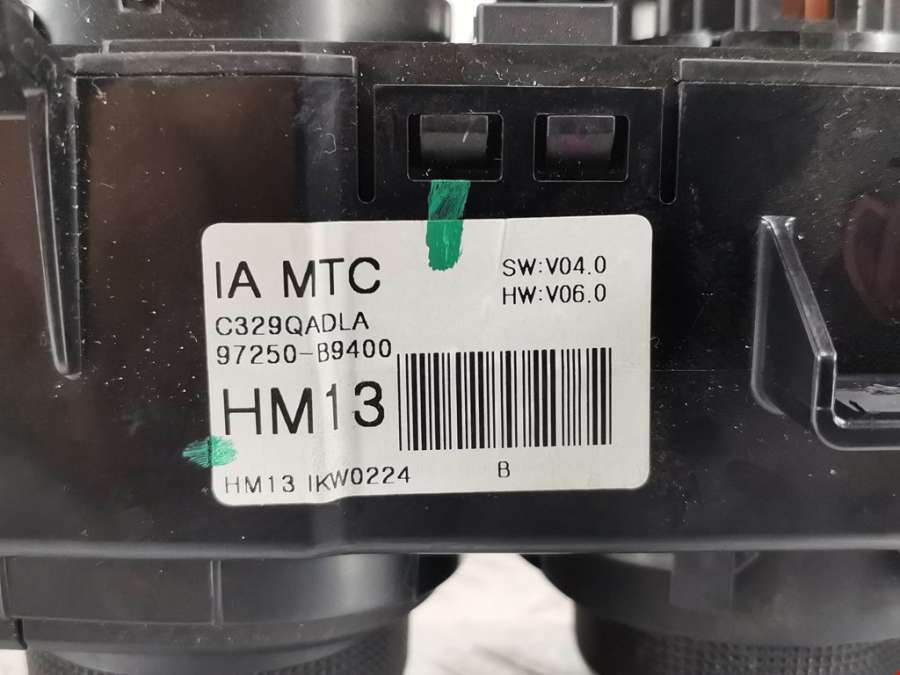 IA MTC
SW:V04.0
HW:V06.0
C329QADLA
97250-B9400
HM13
HM13 IKW0224
B